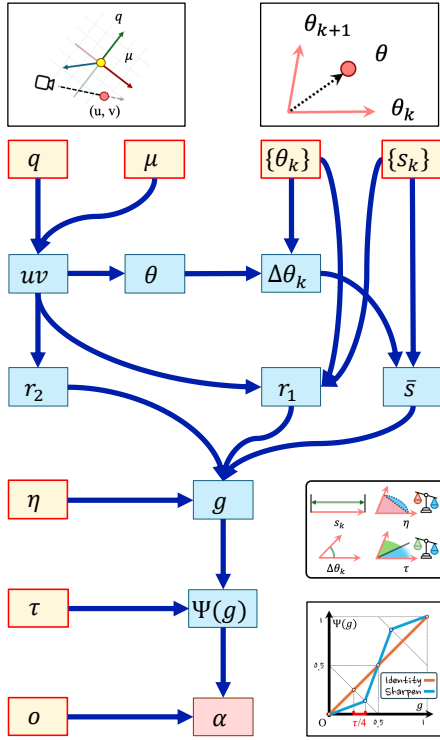 q
μ
(u, v)
θ_{k+1}
θ
θ_k
q
μ
{θ_k}
{s_k}
uv
θ
Δθ_k
r_2
r_1
s̄
η
g
s_k
η
Δθ_k
τ
τ
Ψ(g)
Ψ(g)
1
0.5
Identity
Sharpen
O
τ/4
0.5
g
1
o
α